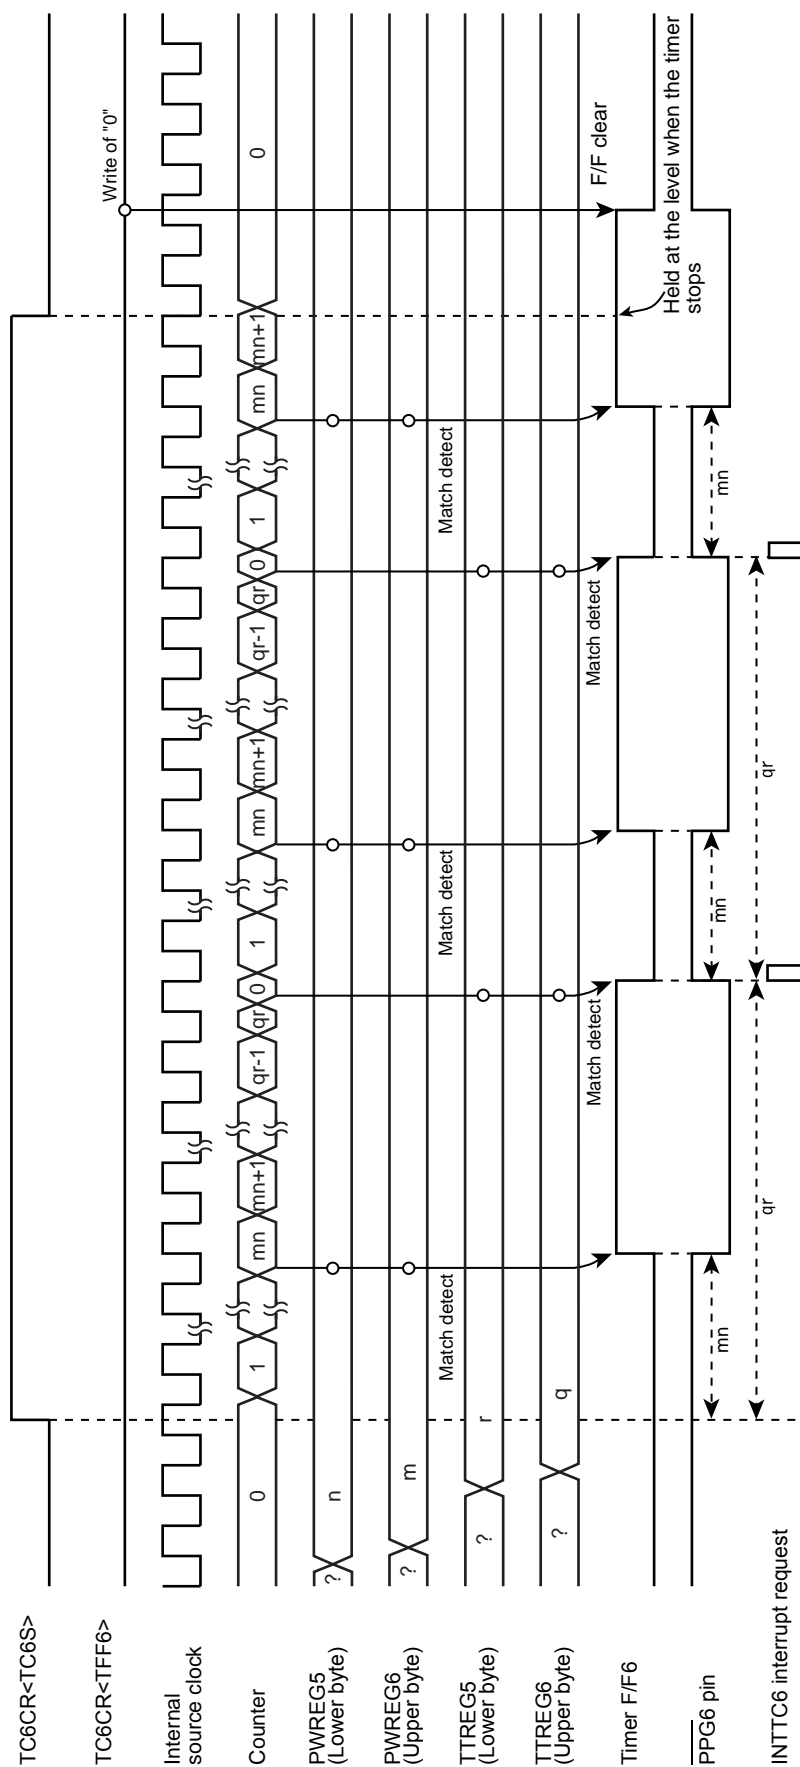 TC6CR<TC6S>
TC6CR<TFF6>
Write of "0"
Internal
source clock
Counter
0
1
mn
mn+1
qr-1
qr
0
1
mn
mn+1
qr-1
qr
0
1
mn
mn+1
0
PWREG5
(Lower byte)
?
n
PWREG6
(Upper byte)
?
m
Match detect
Match detect
Match detect
TTREG5
(Lower byte)
?
r
TTREG6
(Upper byte)
?
q
Match detect
Match detect
F/F clear
Timer F/F6
Held at the level when the timer
stops
PPG6 pin
mn
mn
mn
qr
qr
INTTC6 interrupt request